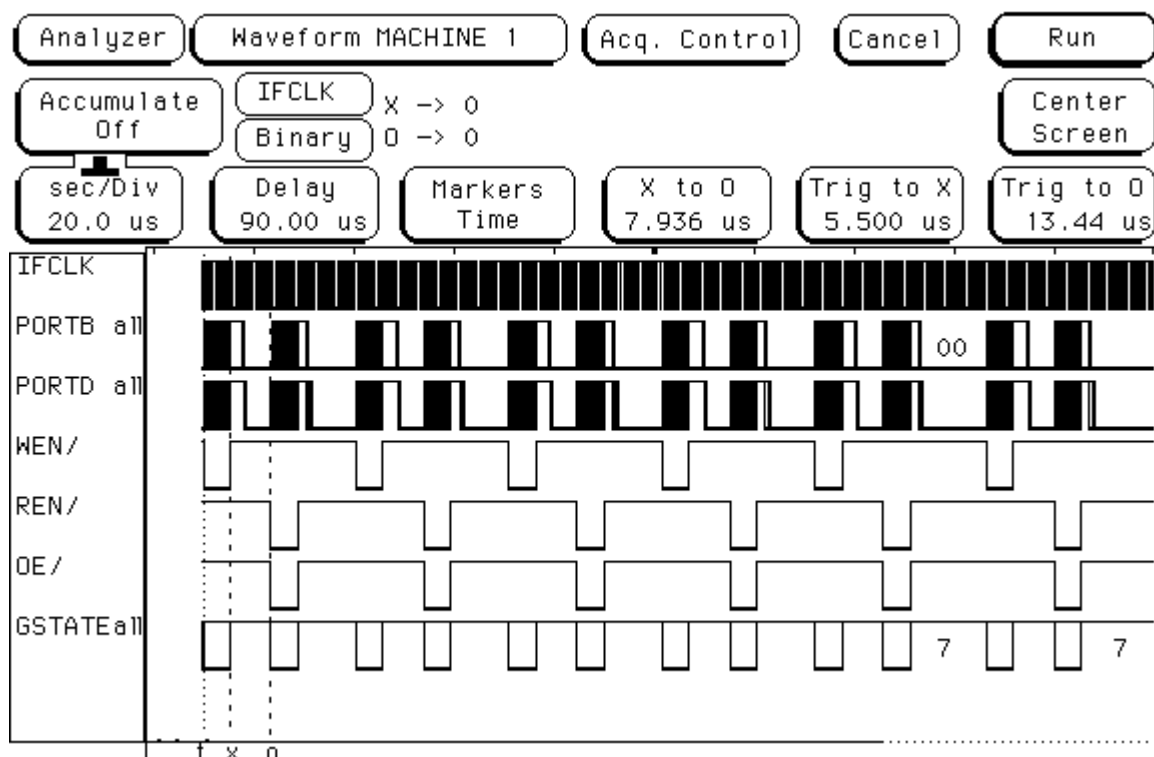 Analyzer Waveform MACHINE 1 Acq. Control Cancel Run
Accumulate
Off
IFCLK X -> 0
Binary O -> 0
Center
Screen
sec/Div
20.0 us
Delay
90.00 us
Markers
Time
X to O
7.936 us
Trig to X
5.500 us
Trig to O
13.44 us
IFCLK
PORTB all
00
PORTD all
WEN/
REN/
OE/
GSTATEall
7 7
t X O